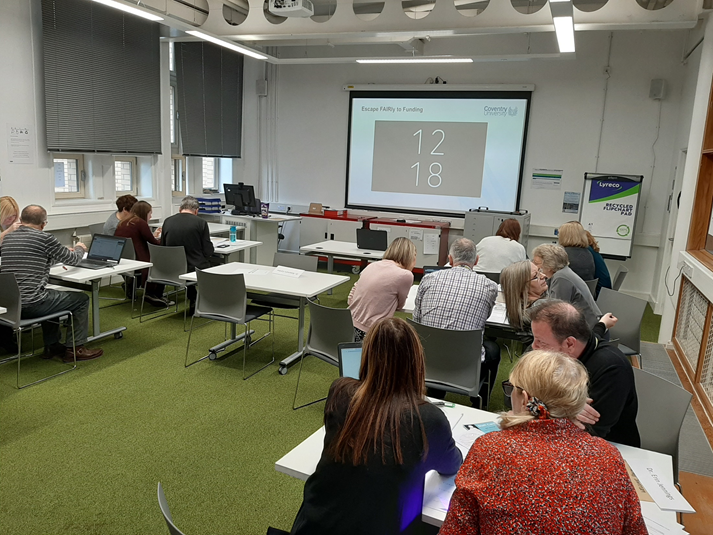 Escape FAIRly to Funding
Coventry
University
12
18
Lyreco
RECYCLED
FLIPCHART
PAD